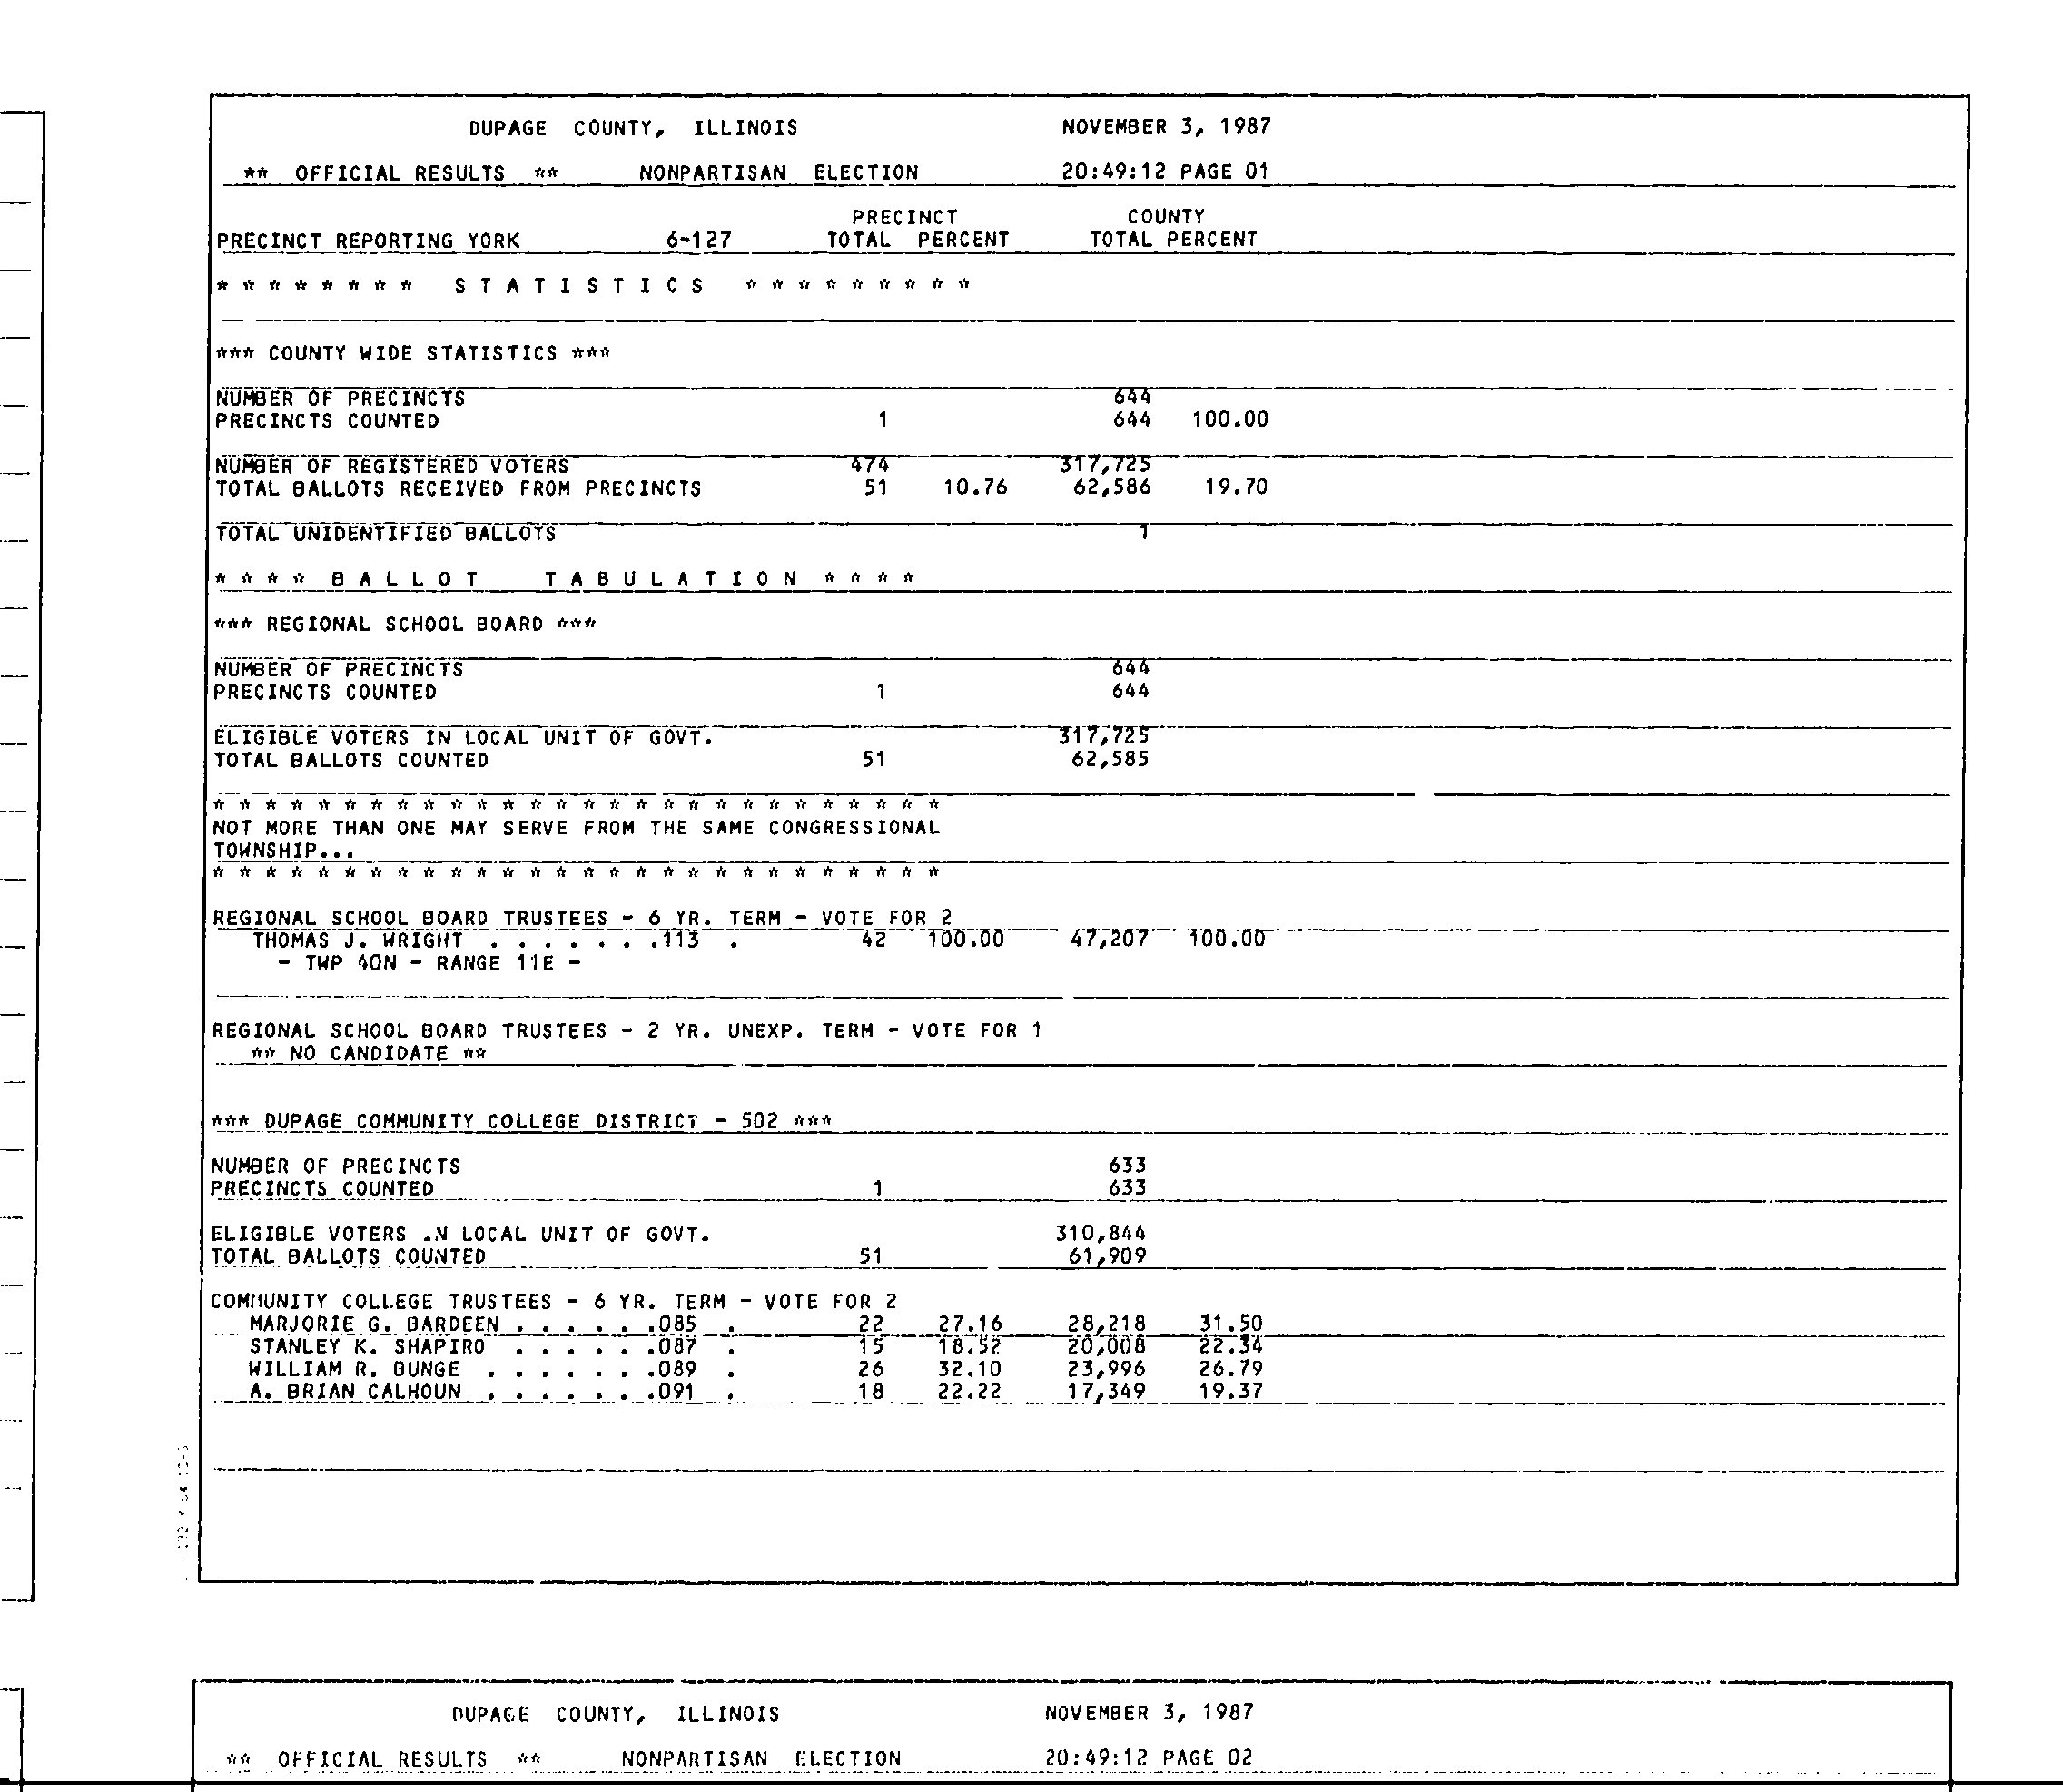 DUPAGE COUNTY, ILLINOIS NOVEMBER 3, 1987
** OFFICIAL RESULTS ** NONPARTISAN ELECTION 20:49:12 PAGE 01
PRECINCT COUNTY
PRECINCT REPORTING YORK 6-127 TOTAL PERCENT TOTAL PERCENT
* * * * * * * * S T A T I S T I C S * * * * * * * * *
*** COUNTY WIDE STATISTICS ***
NUMBER OF PRECINCTS 644
PRECINCTS COUNTED 1 644 100.00
NUMBER OF REGISTERED VOTERS 474 317,725
TOTAL BALLOTS RECEIVED FROM PRECINCTS 51 10.76 62,586 19.70
TOTAL UNIDENTIFIED BALLOTS 1
* * * * B A L L O T T A B U L A T I O N * * * *
*** REGIONAL SCHOOL BOARD ***
NUMBER OF PRECINCTS 644
PRECINCTS COUNTED 1 644
ELIGIBLE VOTERS IN LOCAL UNIT OF GOVT. 317,725
TOTAL BALLOTS COUNTED 51 62,585
* * * * * * * * * * * * * * * * * * * * * * * * * * * *
NOT MORE THAN ONE MAY SERVE FROM THE SAME CONGRESSIONAL
TOWNSHIP...
* * * * * * * * * * * * * * * * * * * * * * * * * * * *
REGIONAL SCHOOL BOARD TRUSTEES - 6 YR. TERM - VOTE FOR 2
THOMAS J. WRIGHT . . . . . . .113 . 42 100.00 47,207 100.00
- TWP 40N - RANGE 11E -
REGIONAL SCHOOL BOARD TRUSTEES - 2 YR. UNEXP. TERM - VOTE FOR 1
** NO CANDIDATE **
*** DUPAGE COMMUNITY COLLEGE DISTRICT - 502 ***
NUMBER OF PRECINCTS 633
PRECINCTS COUNTED 1 633
ELIGIBLE VOTERS .N LOCAL UNIT OF GOVT. 310,844
TOTAL BALLOTS COUNTED 51 61,909
COMMUNITY COLLEGE TRUSTEES - 6 YR. TERM - VOTE FOR 2
MARJORIE G. BARDEEN . . . . . .085 . 22 27.16 28,218 31.50
STANLEY K. SHAPIRO . . . . . .087 . 15 18.52 20,008 22.34
WILLIAM R. BUNGE . . . . . . .089 . 26 32.10 23,996 26.79
A. BRIAN CALHOUN . . . . . . .091 . 18 22.22 17,349 19.37
DUPAGE COUNTY, ILLINOIS NOVEMBER 3, 1987
** OFFICIAL RESULTS ** NONPARTISAN ELECTION 20:49:12 PAGE 02